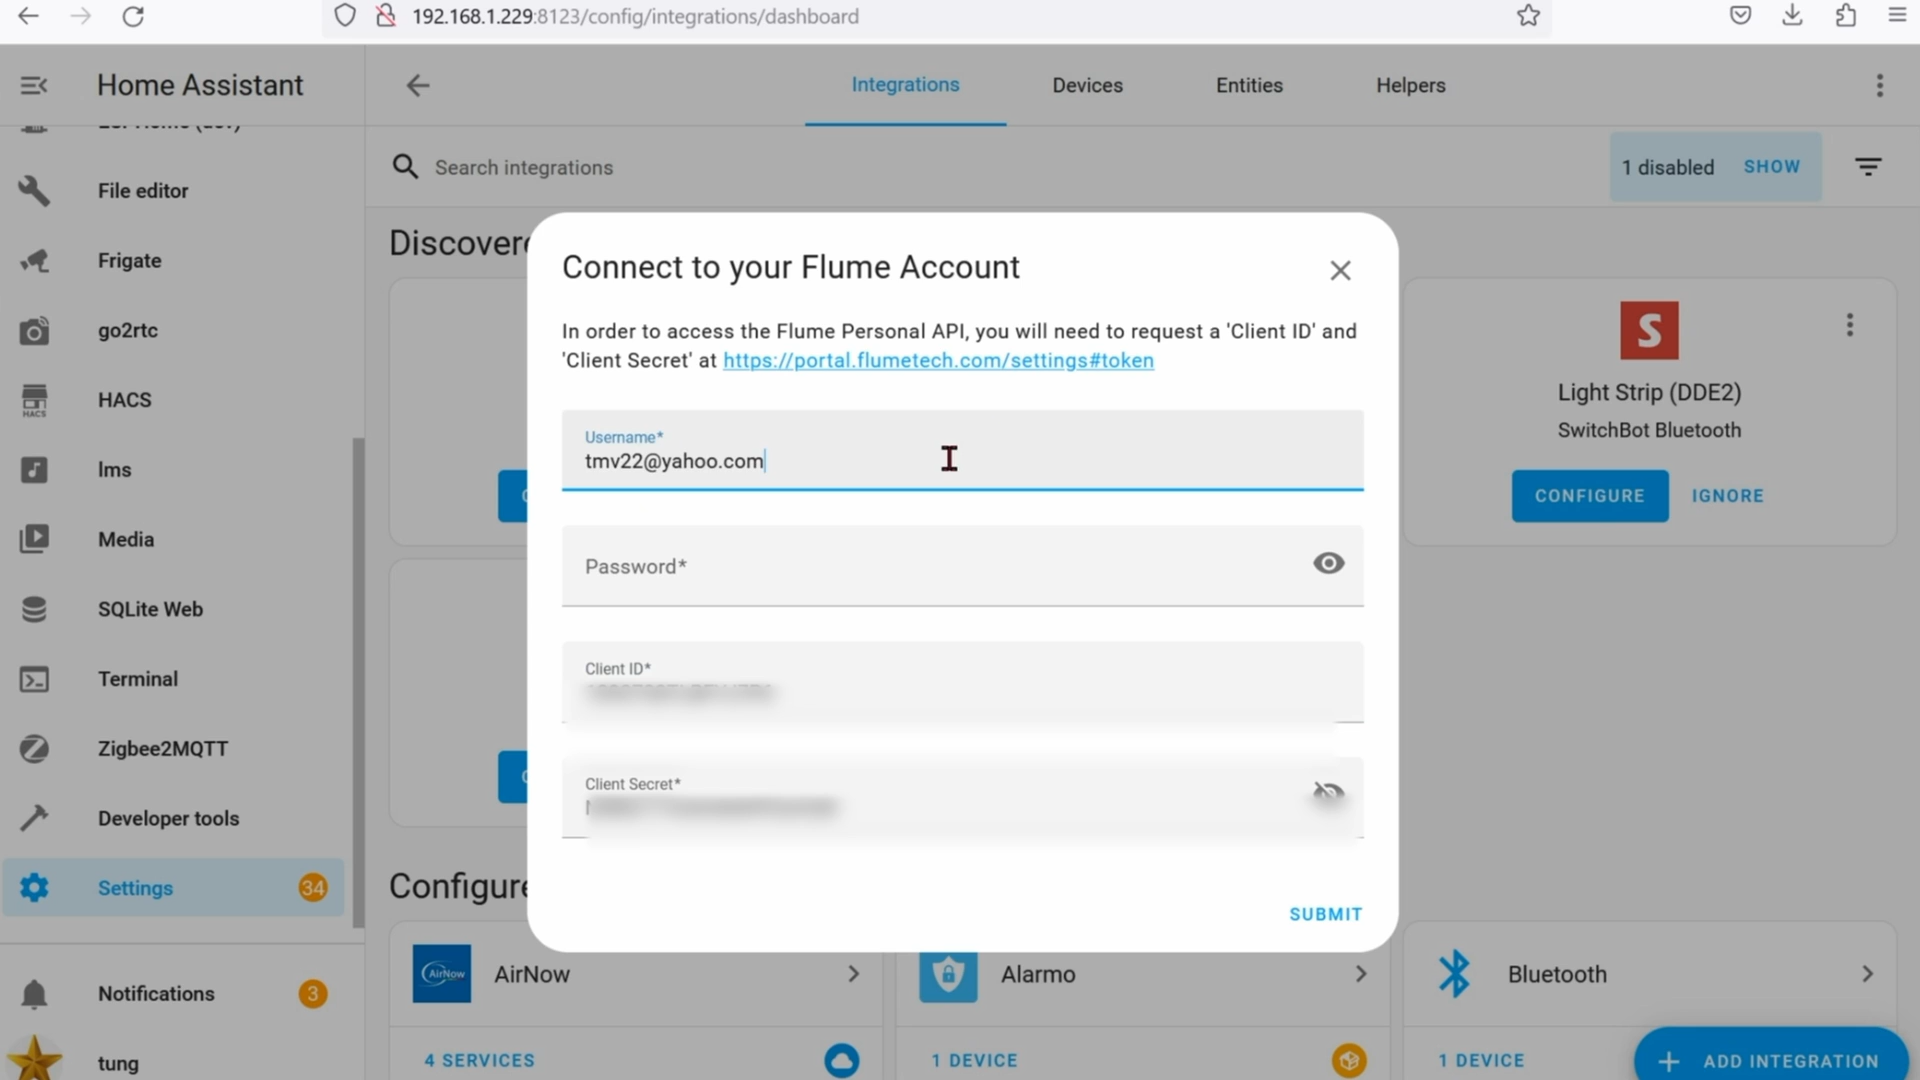 192.168.1.229:8123/config/integrations/dashboard
Home Assistant
Integrations
Devices
Entities
Helpers
Search integrations
1 disabled
SHOW
File editor
Frigate
go2rtc
HACS
HACS
lms
Media
SQLite Web
Terminal
Zigbee2MQTT
Developer tools
Settings
34
Notifications
3
tung
Connect to your Flume Account
In order to access the Flume Personal API, you will need to request a 'Client ID' and
'Client Secret' at https://portal.flumetech.com/settings#token
Username*
tmv22@yahoo.com
Password*
Client ID*
Client Secret*
SUBMIT
S
Light Strip (DDE2)
SwitchBot Bluetooth
CONFIGURE
IGNORE
AirNow
AirNow
4 SERVICES
Alarmo
1 DEVICE
Bluetooth
1 DEVICE
ADD INTEGRATION